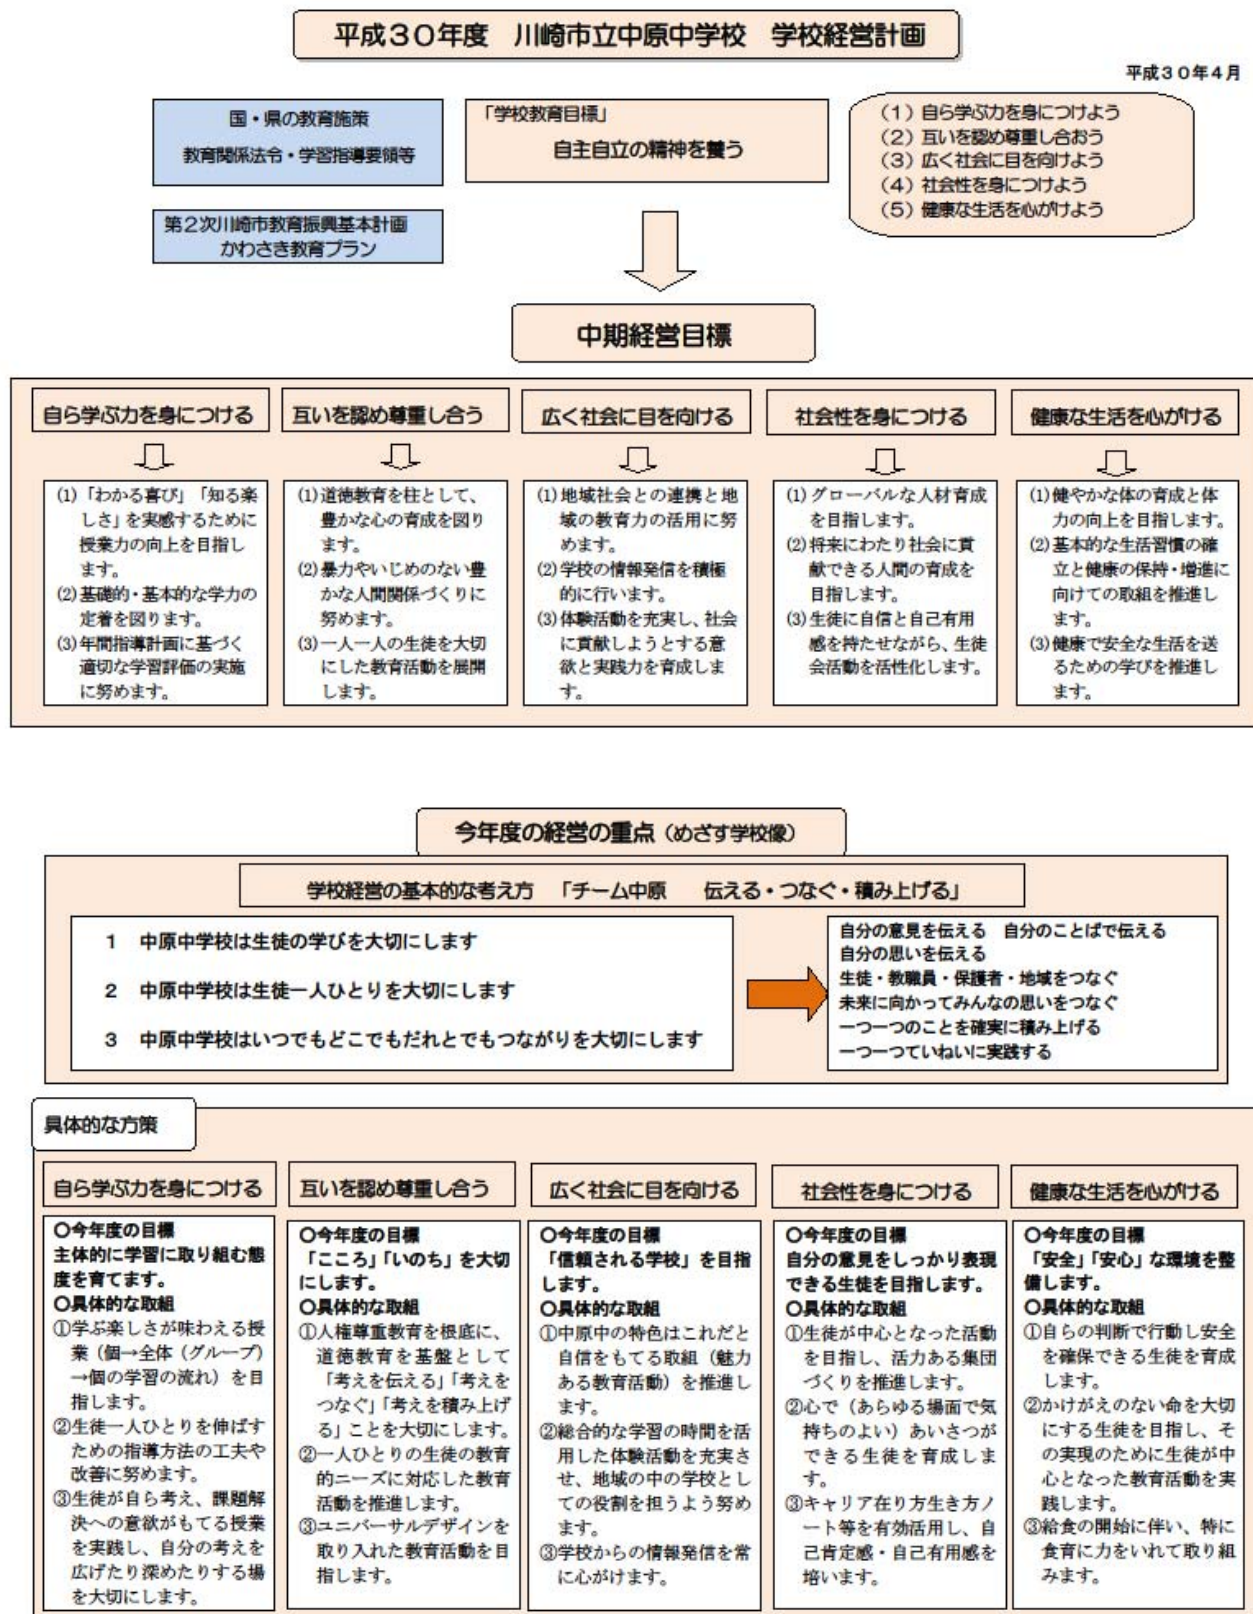 平成３０年度　川崎市立中原中学校　学校経営計画
平成３０年４月
国・県の教育施策
教育関係法令・学習指導要領等
第２次川崎市教育振興基本計画
かわさき教育プラン
「学校教育目標」
自主自立の精神を養う
（１）自ら学ぶ力を身につけよう
（２）互いを認め尊重し合おう
（３）広く社会に目を向けよう
（４）社会性を身につけよう
（５）健康な生活を心がけよう
中期経営目標
自ら学ぶ力を身につける
(1)「わかる喜び」「知る楽
しさ」を実感するために
授業力の向上を目指し
ます。
(2)基礎的・基本的な学力の
定着を図ります。
(3)年間指導計画に基づく
適切な学習評価の実施
に努めます。
互いを認め尊重し合う
(1)道徳教育を柱として、
豊かな心の育成を図り
ます。
(2)暴力やいじめのない豊
かな人間関係づくりに
努めます。
(3)一人一人の生徒を大切
にした教育活動を展開
します。
広く社会に目を向ける
(1)地域社会との連携と地
域の教育力の活用に努
めます。
(2)学校の情報発信を積極
的に行います。
(3)体験活動を充実し、社会
に貢献しようとする意
欲と実践力を育成しま
す。
社会性を身につける
(1)グローバルな人材育成
を目指します。
(2)将来にわたり社会に貢
献できる人間の育成を
目指します。
(3)生徒に自信と自己有用
感を持たせながら、生徒
会活動を活性化します。
健康な生活を心がける
(1)健やかな体の育成と体
力の向上を目指します。
(2)基本的な生活習慣の確
立と健康の保持・増進に
向けての取組を推進し
ます。
(3)健康で安全な生活を送
るための学びを推進し
ます。
今年度の経営の重点（めざす学校像）
学校経営の基本的な考え方　「チーム中原　　伝える・つなぐ・積み上げる」
１　中原中学校は生徒の学びを大切にします
２　中原中学校は生徒一人ひとりを大切にします
３　中原中学校はいつでもどこでもだれとでもつながりを大切にします
自分の意見を伝える　自分のことばで伝える
自分の思いを伝える
生徒・教職員・保護者・地域をつなぐ
未来に向かってみんなの思いをつなぐ
一つ一つのことを確実に積み上げる
一つ一つていねいに実践する
具体的な方策
自ら学ぶ力を身につける
○今年度の目標
主体的に学習に取り組む態
度を育てます。
○具体的な取組
①学ぶ楽しさが味わえる授
業（個→全体（グループ）
→個の学習の流れ）を目
指します。
②生徒一人ひとりを伸ばす
ための指導方法の工夫や
改善に努めます。
③生徒が自ら考え、課題解
決への意欲がもてる授業
を実践し、自分の考えを
広げたり深めたりする場
を大切にします。
互いを認め尊重し合う
○今年度の目標
「こころ」「いのち」を大切
にします。
○具体的な取組
①人権尊重教育を根底に、
道徳教育を基盤として
「考えを伝える」「考えを
つなぐ」「考えを積み上げ
る」ことを大切にします。
②一人ひとりの生徒の教育
的ニーズに対応した教育
活動を推進します。
③ユニバーサルデザインを
取り入れた教育活動を目
指します。
広く社会に目を向ける
○今年度の目標
「信頼される学校」を目指
します。
○具体的な取組
①中原中の特色はこれだと
自信をもてる取組（魅力
ある教育活動）を推進し
ます。
②総合的な学習の時間を活
用した体験活動を充実さ
せ、地域の中の学校とし
ての役割を担うよう努め
ます。
③学校からの情報発信を常
に心がけます。
社会性を身につける
○今年度の目標
自分の意見をしっかり表現
できる生徒を目指します。
○具体的な取組
①生徒が中心となった活動
を目指し、活力ある集団
づくりを推進します。
②心で（あらゆる場面で気
持ちのよい）あいさつが
できる生徒を育成しま
す。
③キャリア在り方生き方ノ
ート等を有効活用し、自
己肯定感・自己有用感を
培います。
健康な生活を心がける
○今年度の目標
「安全」「安心」な環境を整
備します。
○具体的な取組
①自らの判断で行動し安全
を確保できる生徒を育成
します。
②かけがえのない命を大切
にする生徒を目指し、そ
の実現のために生徒が中
心となった教育活動を実
践します。
③給食の開始に伴い、特に
食育に力をいれて取り組
みます。